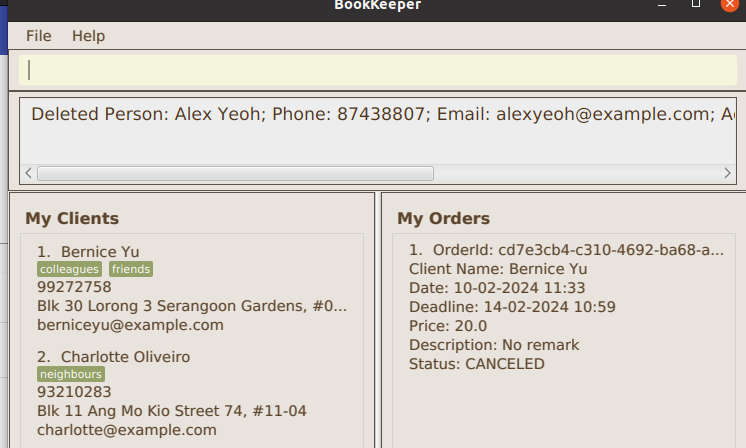 BookKeeper
File Help
Deleted Person: Alex Yeoh; Phone: 87438807; Email: alexyeoh@example.com;
My Clients
1. Bernice Yu
colleagues friends
99272758
Blk 30 Lorong 3 Serangoon Gardens, #0...
berniceyu@example.com
2. Charlotte Oliveiro
neighbours
93210283
Blk 11 Ang Mo Kio Street 74, #11-04
charlotte@example.com
My Orders
1. OrderId: cd7e3cb4-c310-4692-ba68-a...
Client Name: Bernice Yu
Date: 10-02-2024 11:33
Deadline: 14-02-2024 10:59
Price: 20.0
Description: No remark
Status: CANCELED